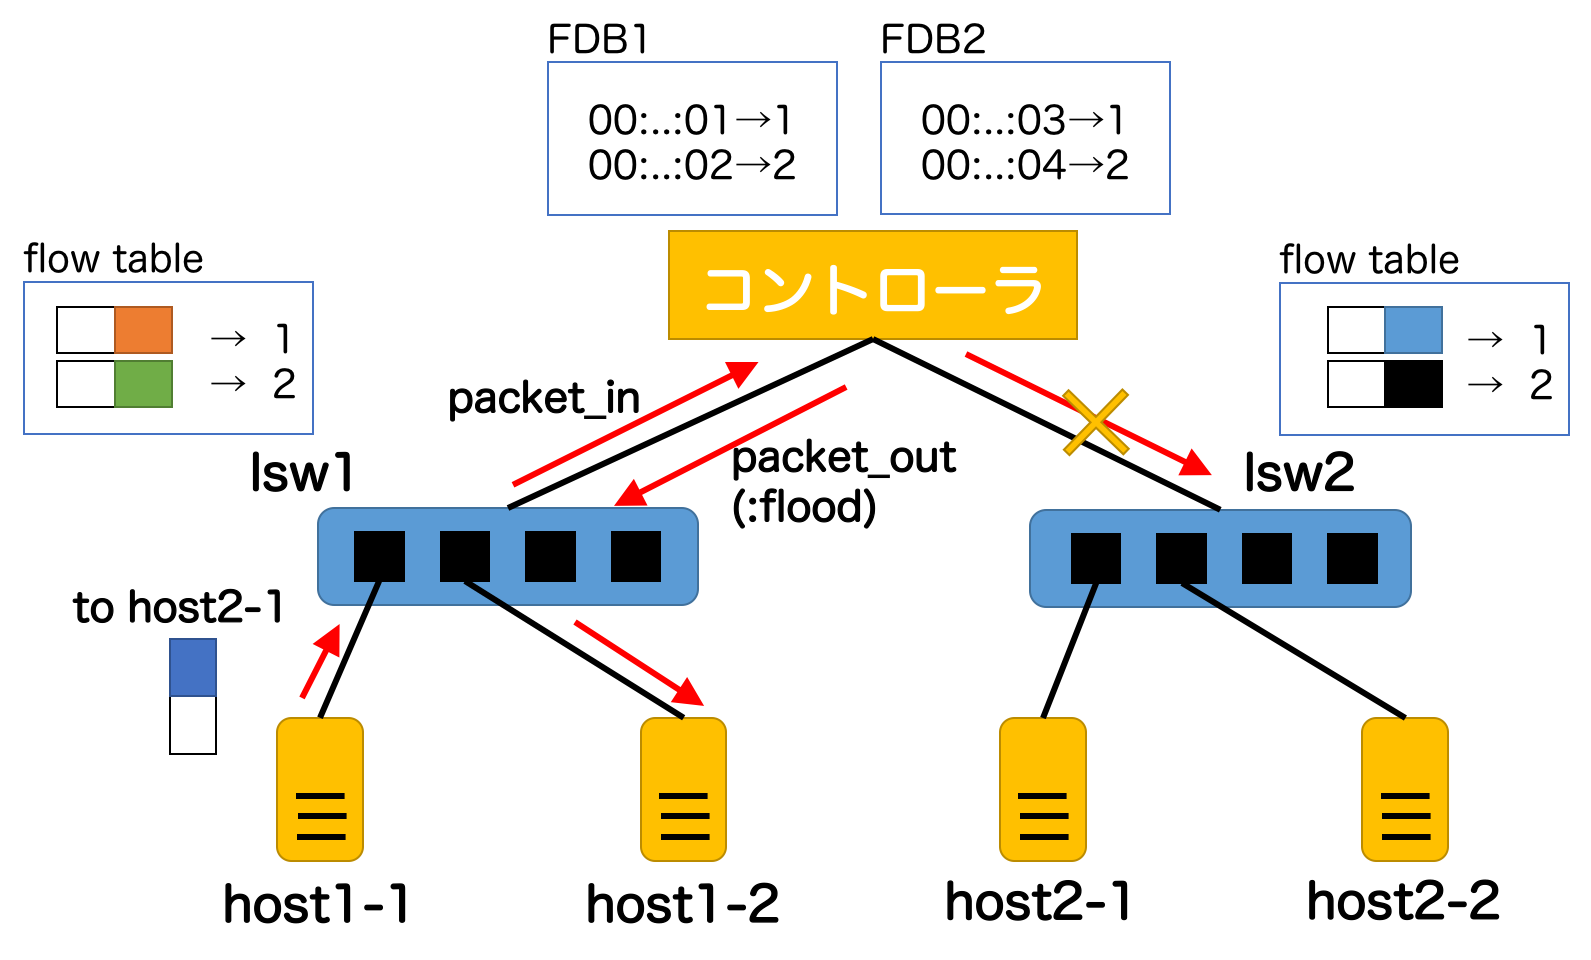 FDB1
00:..:01→1
00:..:02→2
FDB2
00:..:03→1
00:..:04→2
コントローラ
flow table
→ 1
→ 2
flow table
→ 1
→ 2
packet_in
packet_out
(:flood)
lsw1
lsw2
to host2-1
host1-1
host1-2
host2-1
host2-2